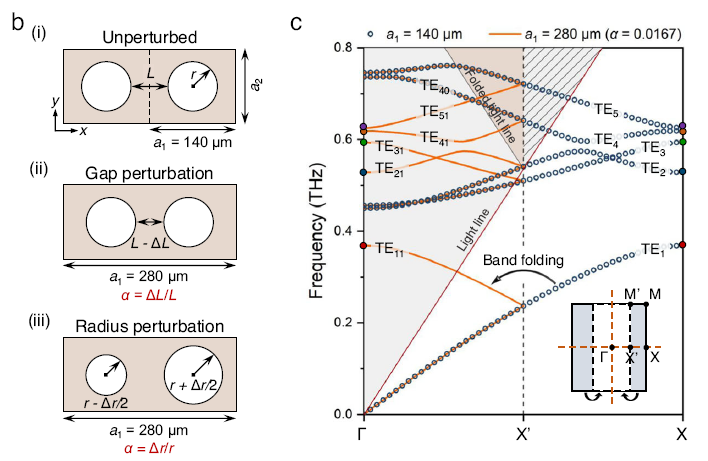 b
(i)
Unperturbed
L
r
a₂
y
x
a₁ = 140 μm
(ii)
Gap perturbation
L - ΔL
a₁ = 280 μm
α = ΔL/L
(iii)
Radius perturbation
r - Δr/2
r + Δr/2
a₁ = 280 μm
α = Δr/r
c
a₁ = 140 μm
a₁ = 280 μm (α = 0.0167)
Frequency (THz)
0.8
0.6
0.4
0.2
0.0
Γ
X'
X
TE₄₀
TE₅₁
TE₄₁
TE₃₁
TE₂₁
TE₁₁
Folded light line
Light line
Band folding
TE₅
TE₄
TE₃
TE₂
TE₁
M'
M
Γ
X'
X